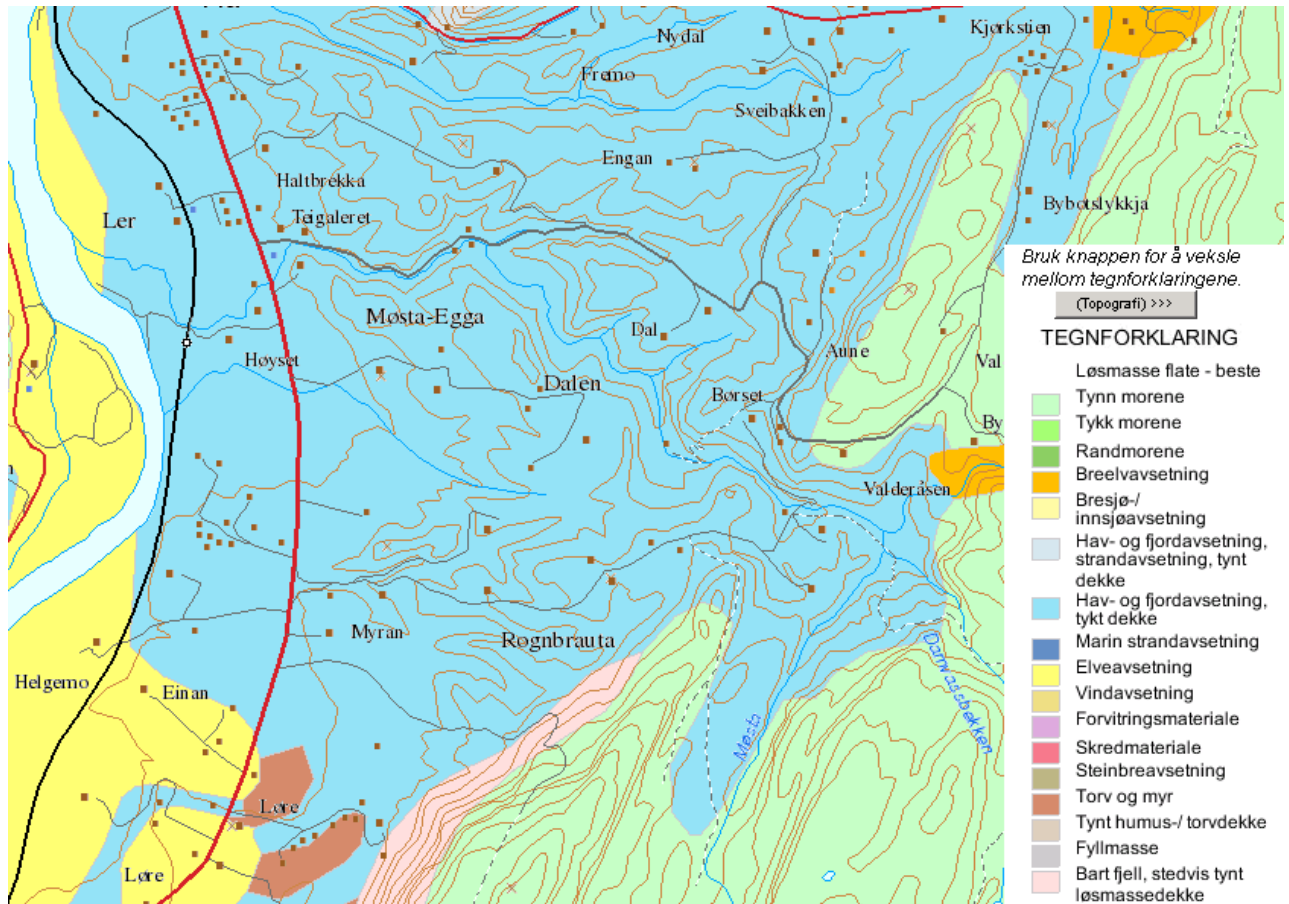 Nydal
Kjørkstien
Fremo
Sveibakken
Engan
Haltbrekka
Bybotslykkja
Ler
Teigaleret
Møsta-Egga
Dal
Aune
Val
Høyset
Dalen
Børset
By
Valderåsen
Myran
Rognbrauta
Damvassbekken
Helgemo
Einan
Møsta
Løre
Løre
Bruk knappen for å veksle
mellom tegnforklaringene.
(Topografi) >>>
TEGNFORKLARING
Løsmasse flate - beste
Tynn morene
Tykk morene
Randmorene
Breelvavsetning
Bresjø-/
innsjøavsetning
Hav- og fjordavsetning,
strandavsetning, tynt
dekke
Hav- og fjordavsetning,
tykt dekke
Marin strandavsetning
Elveavsetning
Vindavsetning
Forvitringsmateriale
Skredmateriale
Steinbreavsetning
Torv og myr
Tynt humus-/ torvdekke
Fyllmasse
Bart fjell, stedvis tynt
løsmassedekke